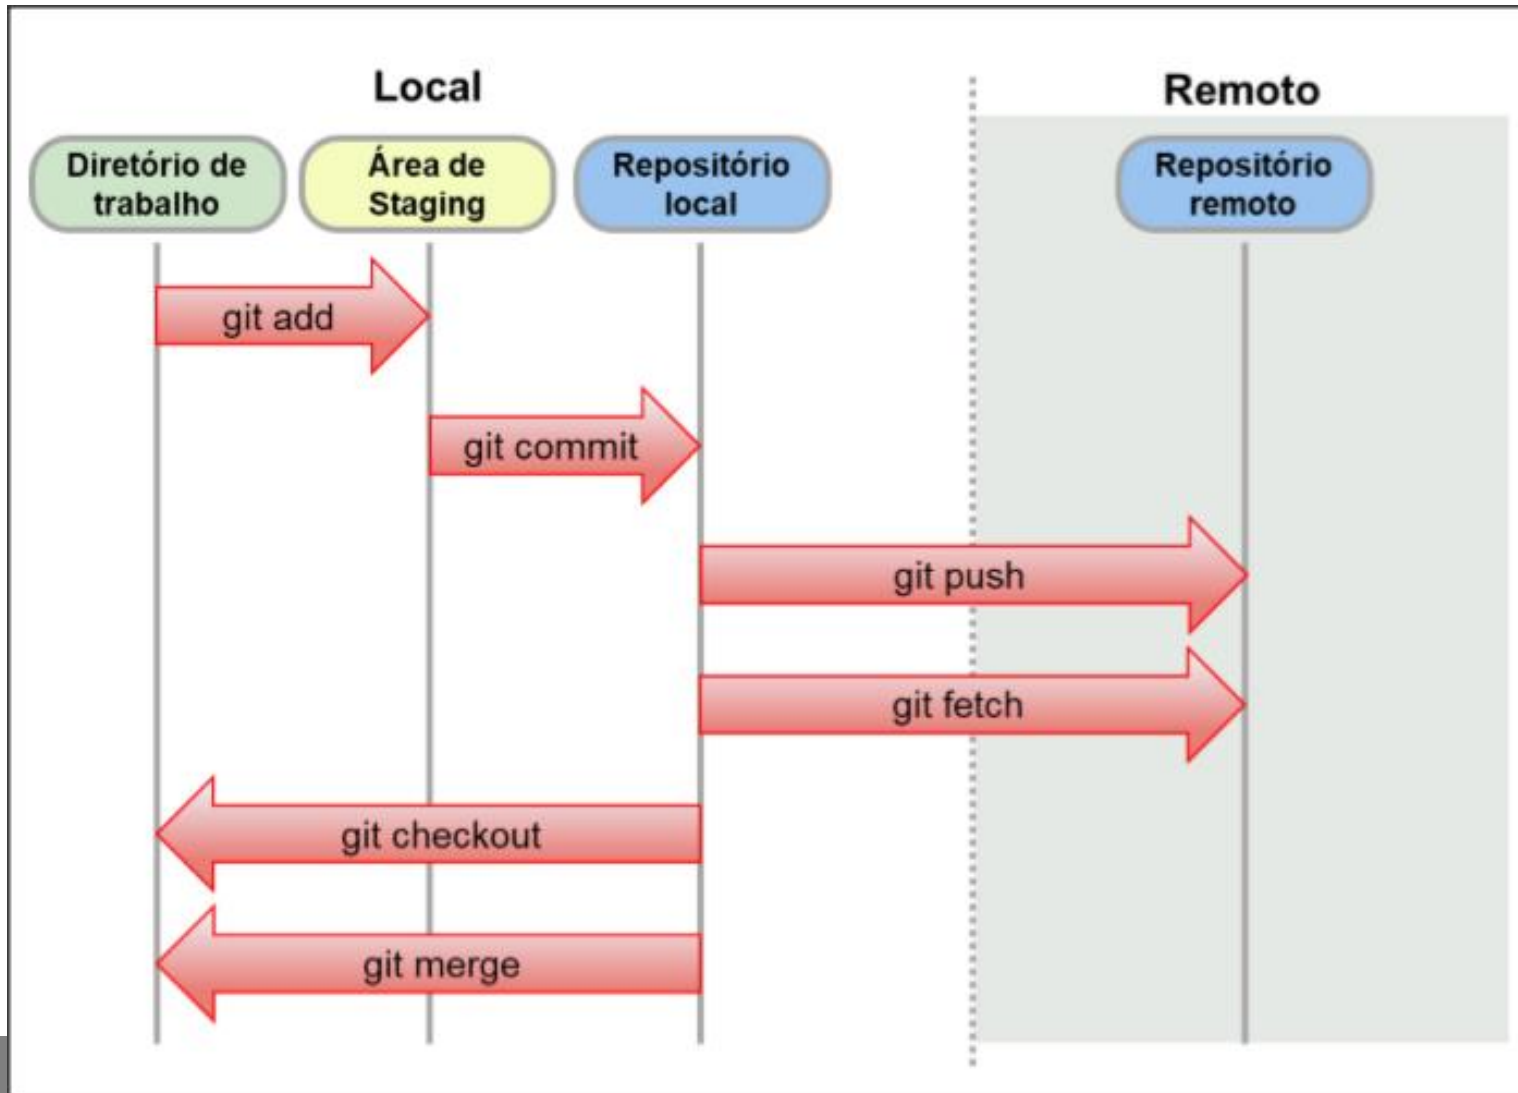 Local
Remoto
Diretório de
trabalho
Área de
Staging
Repositório
local
Repositório
remoto
git add
git commit
git push
git fetch
git checkout
git merge